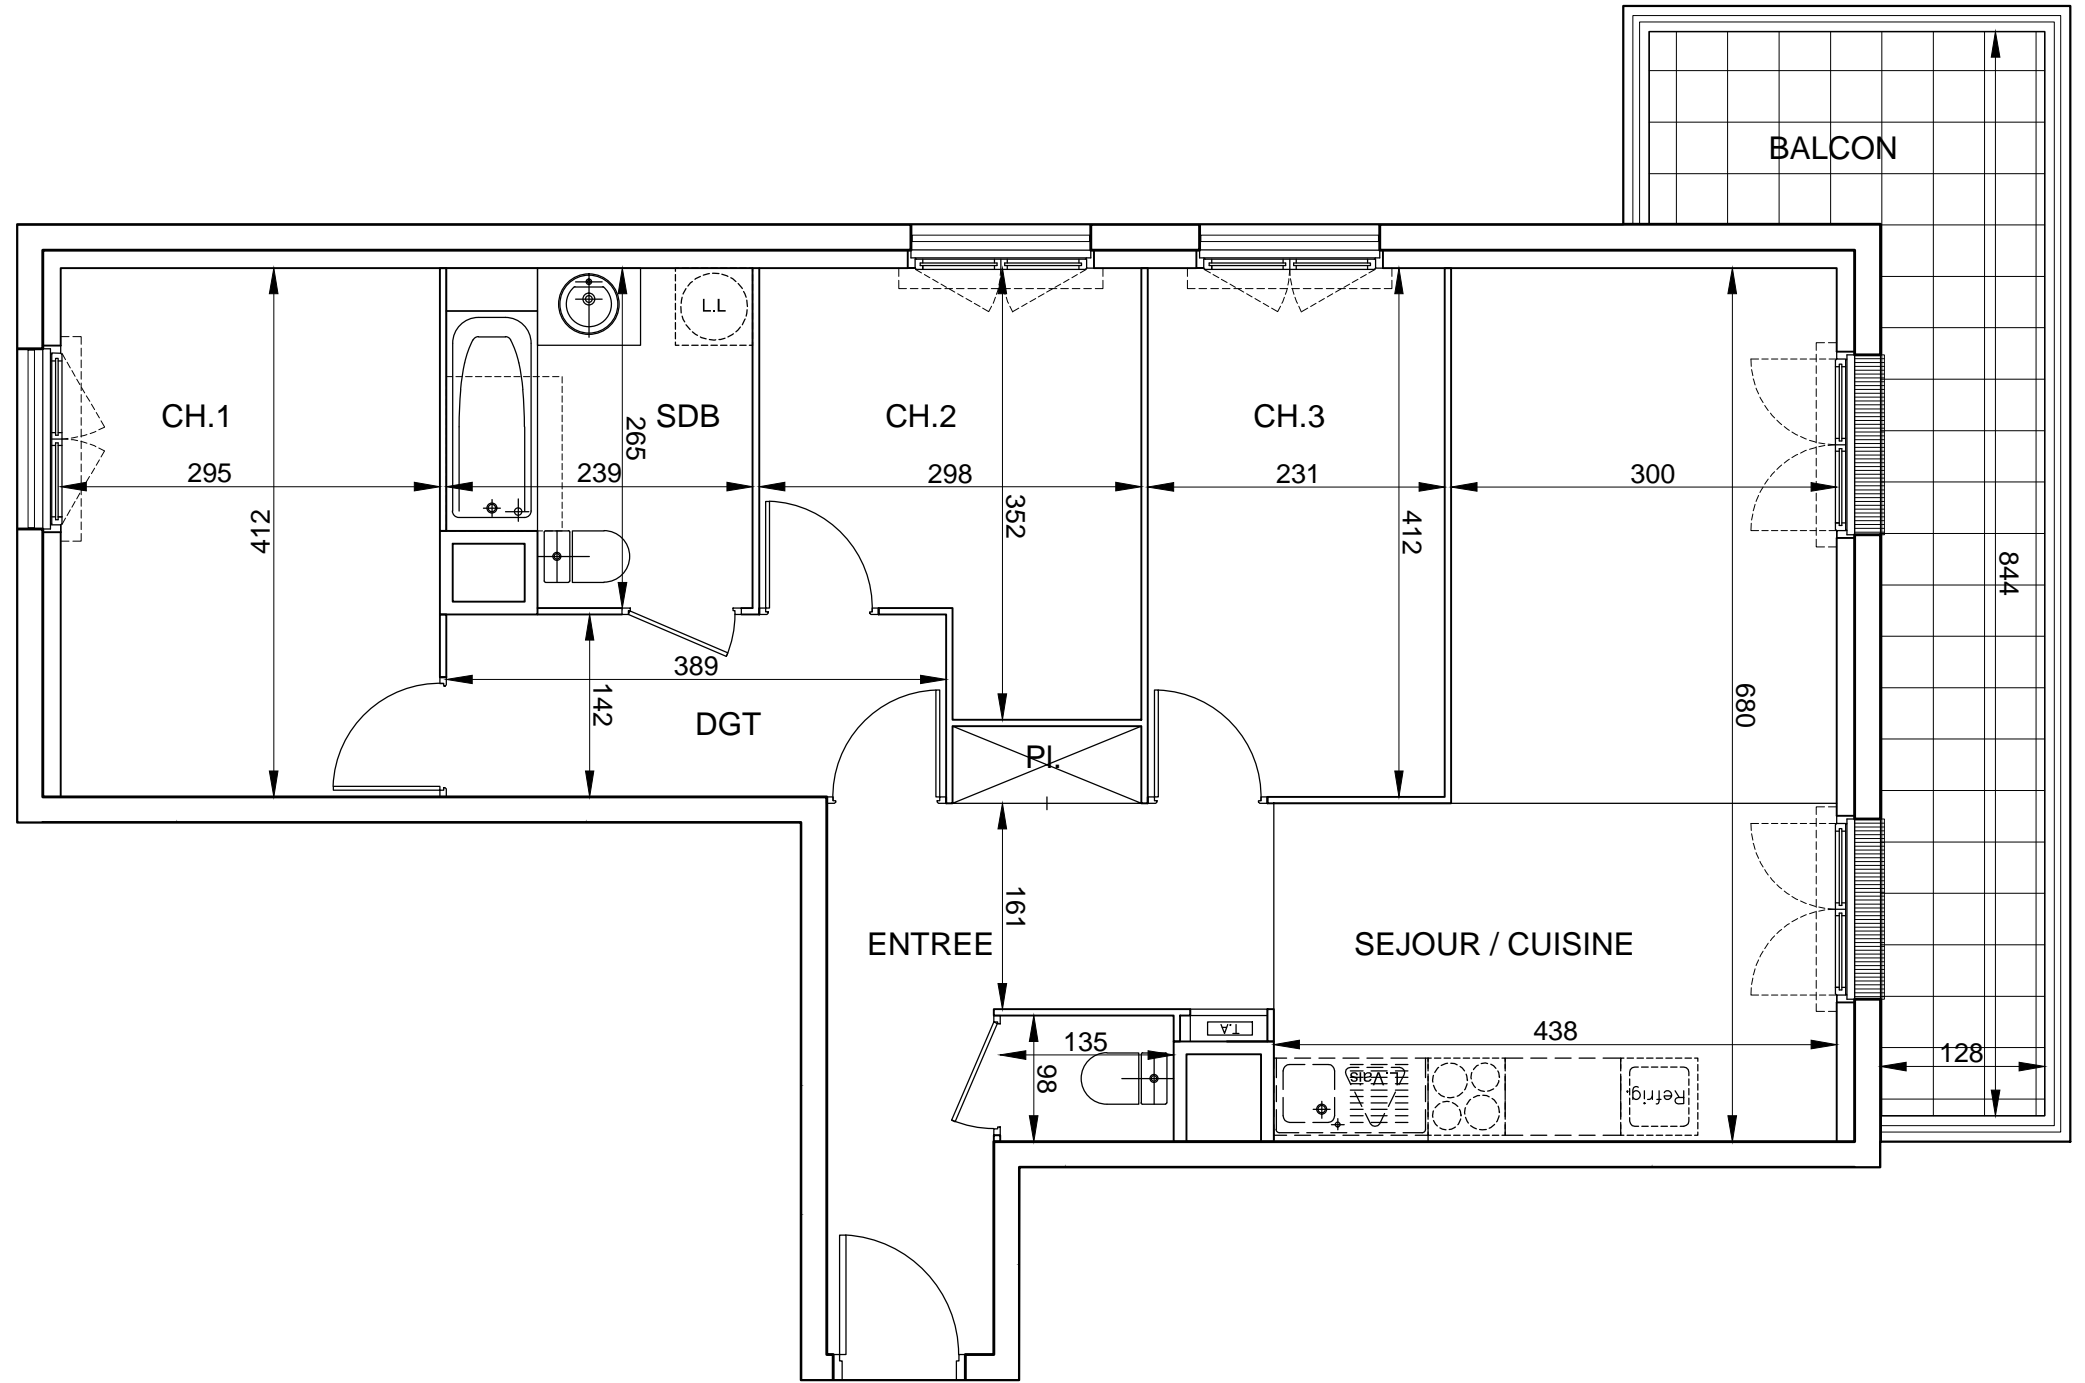 BALCON
L.L
CH.1
SDB
CH.2
CH.3
265
295
239
298
231
300
412
352
412
844
389
142
DGT
680
Pl.
161
ENTREE
SEJOUR / CUISINE
T.A
438
135
98
128
L.Vais
Refrig.